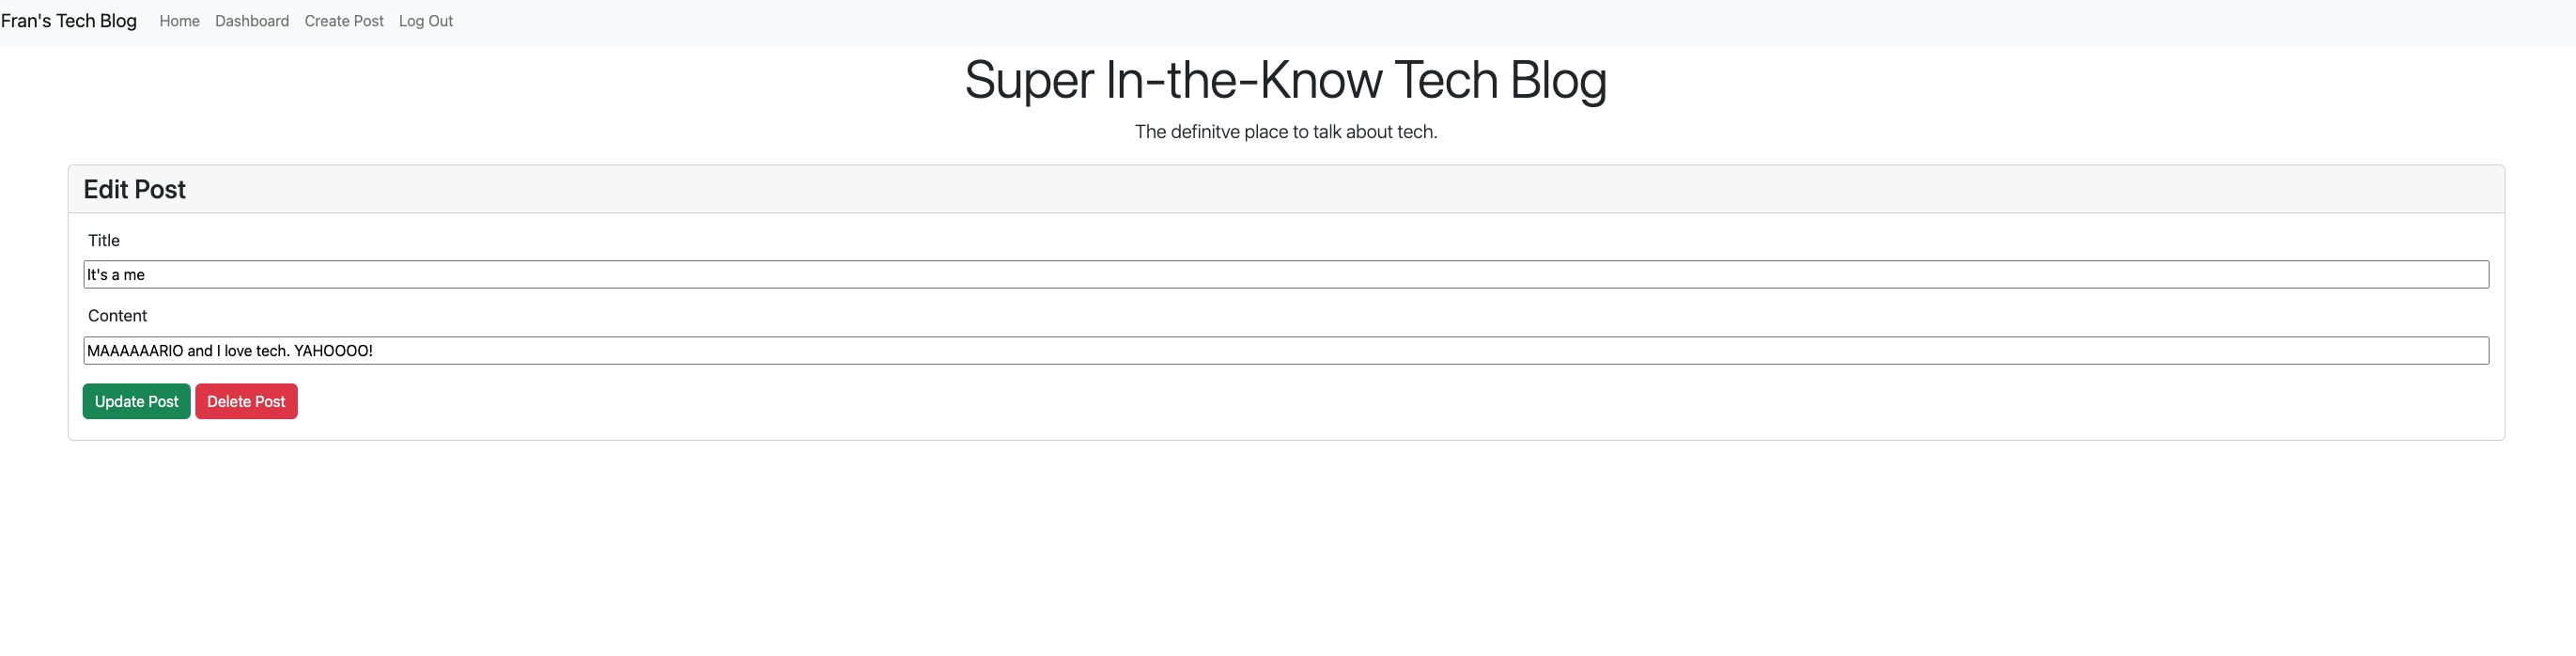 Fran's Tech Blog Home Dashboard Create Post Log Out
Super In-the-Know Tech Blog
The definitve place to talk about tech.
Edit Post
Title
It's a me
Content
MAAAAAARIO and I love tech. YAHOOOO!
Update Post Delete Post